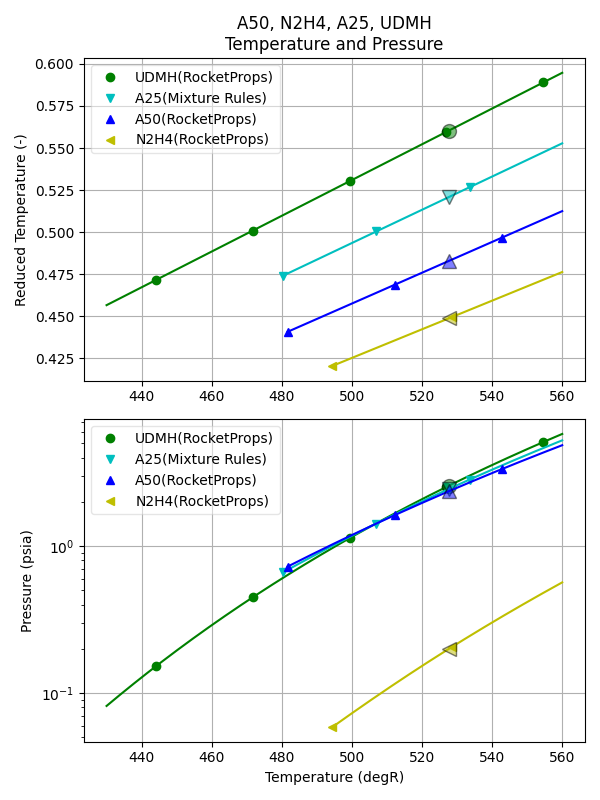 A50, N2H4, A25, UDMH
Temperature and Pressure
0.600
0.575
0.550
0.525
0.500
0.475
0.450
0.425
Reduced Temperature (-)
UDMH(RocketProps)
A25(Mixture Rules)
A50(RocketProps)
N2H4(RocketProps)
440 460 480 500 520 540 560
10⁰
10⁻¹
Pressure (psia)
UDMH(RocketProps)
A25(Mixture Rules)
A50(RocketProps)
N2H4(RocketProps)
440 460 480 500 520 540 560
Temperature (degR)